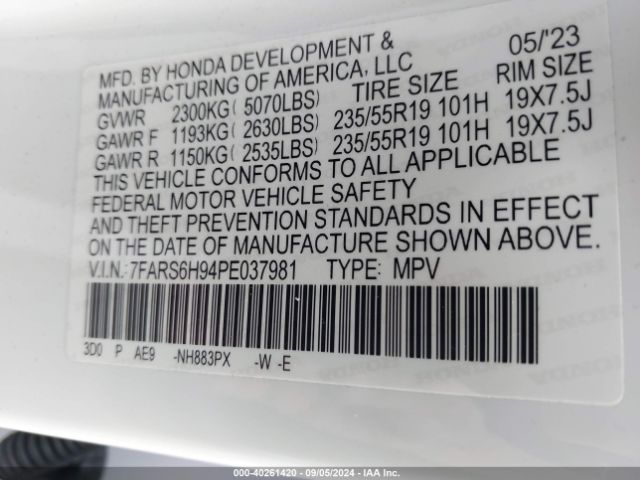 MFD. BY HONDA DEVELOPMENT & 05/'23
MANUFACTURING OF AMERICA, LLC
GVWR 2300KG( 5070LBS) TIRE SIZE RIM SIZE
GAWR F 1193KG( 2630LBS) 235/55R19 101H 19X7.5J
GAWR R 1150KG( 2535LBS) 235/55R19 101H 19X7.5J
THIS VEHICLE CONFORMS TO ALL APPLICABLE
FEDERAL MOTOR VEHICLE SAFETY
AND THEFT PREVENTION STANDARDS IN EFFECT
ON THE DATE OF MANUFACTURE SHOWN ABOVE.
V.I.N.:7FARS6H94PE037981 TYPE: MPV
3D0 P AE9 -NH883PX -W -E
000-40261420 - 09/05/2024 - IAA Inc.